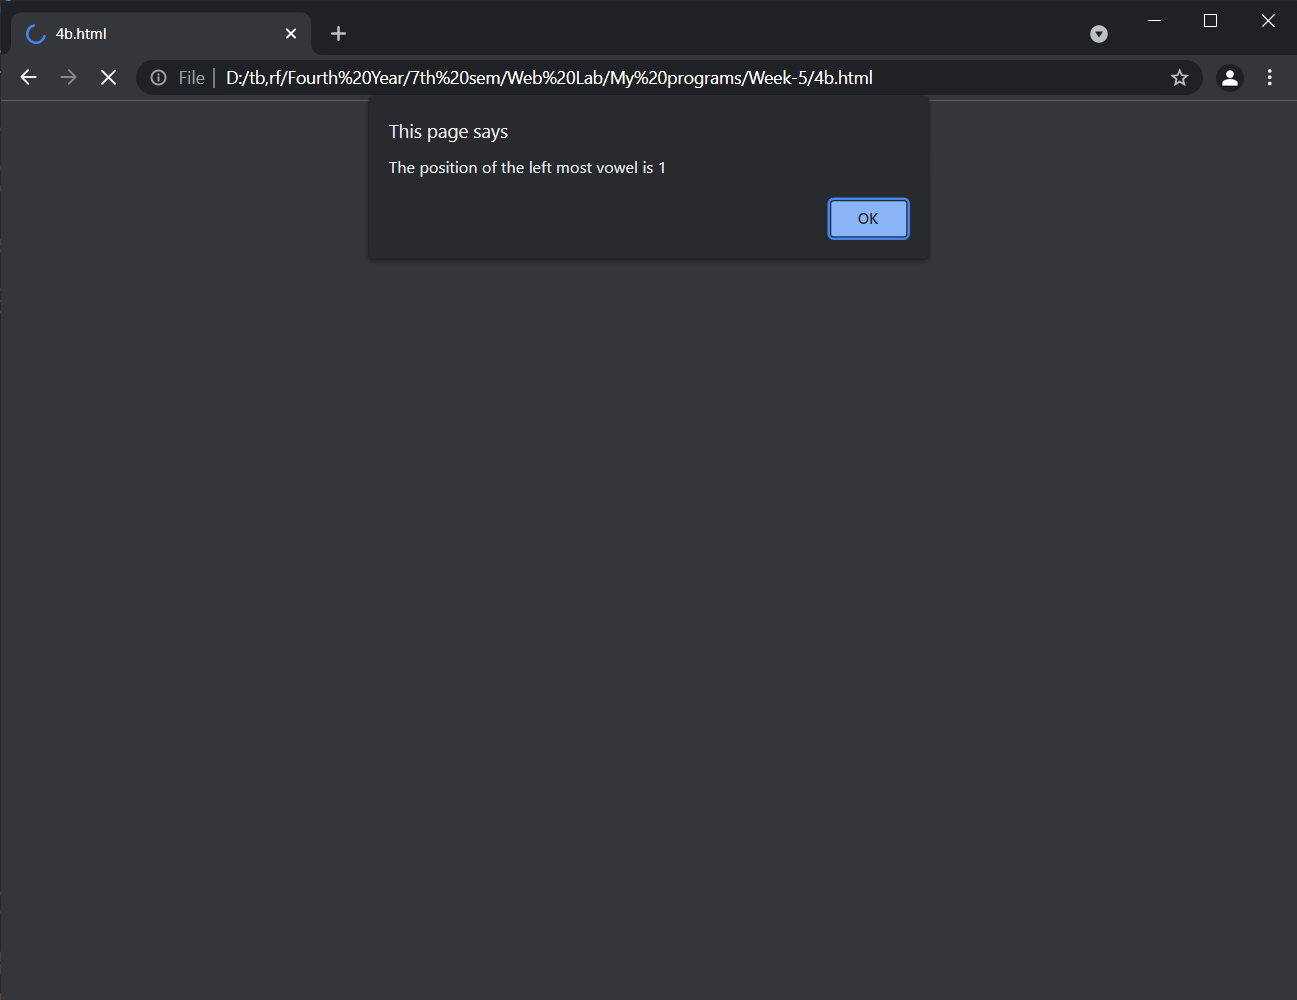 4b.html
File
D:/tb,rf/Fourth%20Year/7th%20sem/Web%20Lab/My%20programs/Week-5/4b.html
This page says
The position of the left most vowel is 1
OK